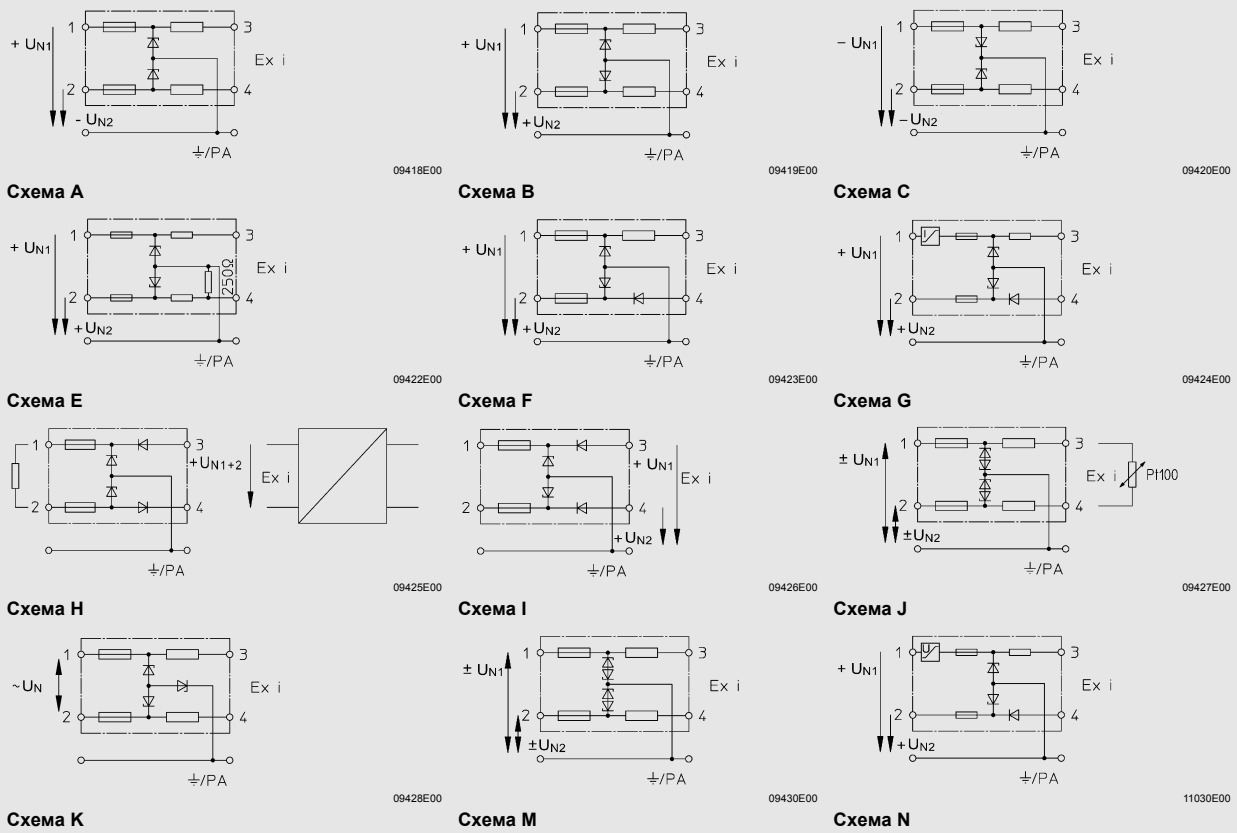 1 3
+ UN1
Ex i
2 4
- UN2
⏚/PA
09418E00
Схема A
1 3
+ UN1
Ex i
2 4
+UN2
⏚/PA
09419E00
Схема B
1 3
– UN1
Ex i
2 4
–UN2
⏚/PA
09420E00
Схема C
1 3
+ UN1
Ex i
250Ω
2 4
+UN2
⏚/PA
09422E00
Схема E
1 3
+ UN1
Ex i
2 4
+UN2
⏚/PA
09423E00
Схема F
1 I 3
+ UN1
Ex i
2 4
+UN2
⏚/PA
09424E00
Схема G
1 3
+UN1+2
Ex i
2 4
⏚/PA
09425E00
Схема H
1 3
+ UN1
Ex i
2 4
+UN2
⏚/PA
09426E00
Схема I
1 3
± UN1
Ex i
Pt100
2 4
±UN2
⏚/PA
09427E00
Схема J
1 3
~UN
Ex i
2 4
⏚/PA
09428E00
Схема K
1 3
± UN1
Ex i
2 4
±UN2
⏚/PA
09430E00
Схема M
1 U 3
+ UN1
Ex i
2 4
+UN2
⏚/PA
11030E00
Схема N